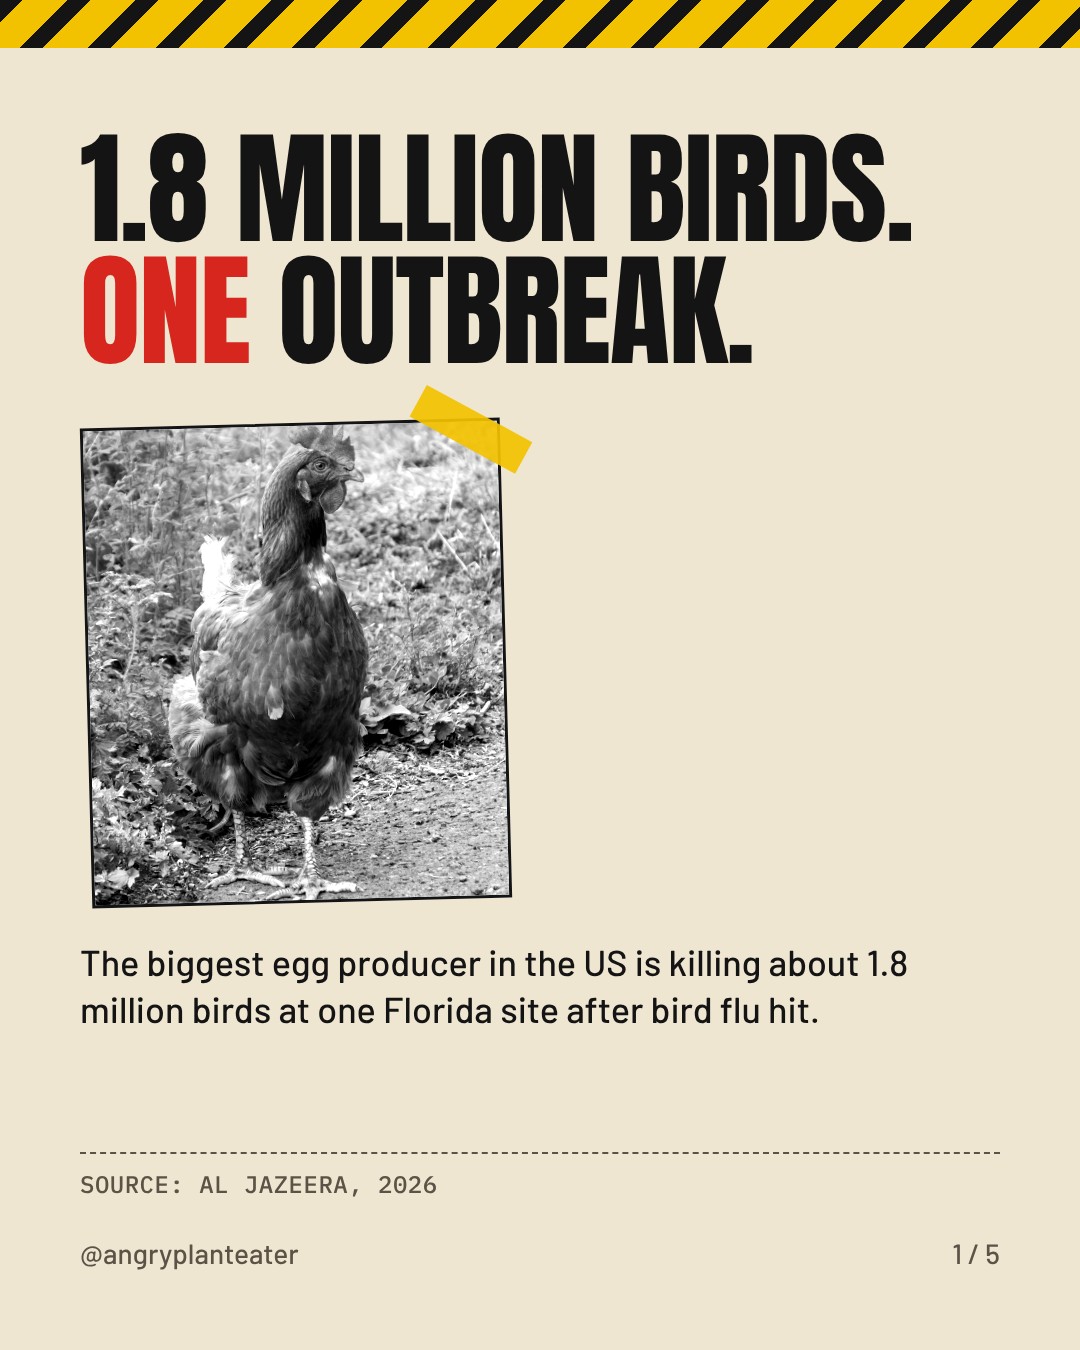 1.8 MILLION BIRDS.
ONE OUTBREAK.
The biggest egg producer in the US is killing about 1.8
million birds at one Florida site after bird flu hit.
SOURCE: AL JAZEERA, 2026
@angryplanteater
1 / 5